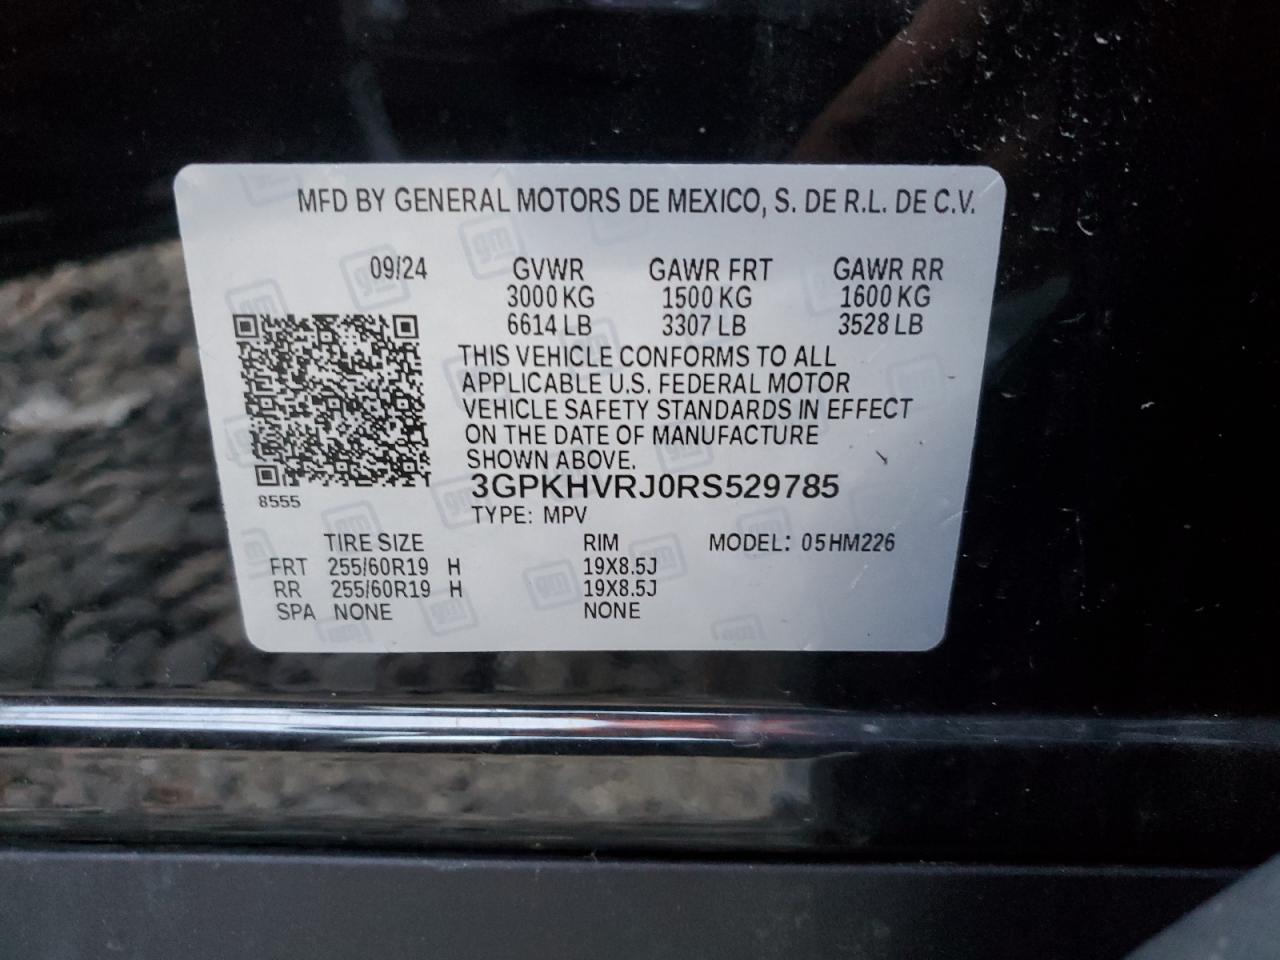 MFD BY GENERAL MOTORS DE MEXICO, S. DE R.L. DE C.V.
09/24 GVWR GAWR FRT GAWR RR
3000 KG 1500 KG 1600 KG
6614 LB 3307 LB 3528 LB
THIS VEHICLE CONFORMS TO ALL
APPLICABLE U.S. FEDERAL MOTOR
VEHICLE SAFETY STANDARDS IN EFFECT
ON THE DATE OF MANUFACTURE
SHOWN ABOVE.
3GPKHVRJ0RS529785
8555
TYPE: MPV
TIRE SIZE RIM MODEL: 05HM226
FRT 255/60R19 H 19X8.5J
RR 255/60R19 H 19X8.5J
SPA NONE NONE